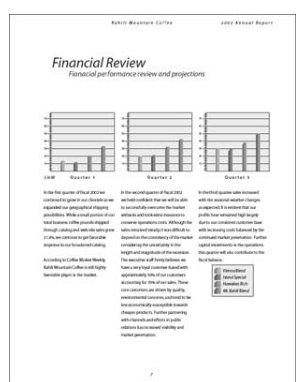 Kahili Mountain Coffee
2002 Annual Report
Financial Review
Fianacial performance review and projections
Quarter 1
Quarter 2
Quarter 3
In the first quarter of fiscal 2002 we
continued to grow in our clientele as we
expanded our geographical shipping
possibilities. While a small portion of our
total business coffee pounds shipped
through catalog and web site sales grew
21.8%, we continue to get favorable
response to our broadened catalog.
According to Coffee Market Weekly,
Kahili Mountain Coffee is still highly
favorable player in the market.
In the second quarter of fiscal 2002
we held confident that we will be able
to successfully overcome the market
setbacks and took extra measures to
conserve operations costs. Although the
sales remained steady, it was difficult to
depend on the consistency of the market
considering the uncertainty in the
length and magnitude of the recession.
The executive staff firmly believes we
have a very loyal customer based with
approximately 50% of our customers
accounting for 70% of our sales. These
core customers are driven by quality,
environmental concerns, and tend to be
less economically susceptible towards
cheaper products. Further partnering
with channels and efforts in public
relations has increased visibility and
market penetration.
In the third quarter sales increased
with the seasonal weather changes
as expected. It is evident that our
profits have remained high largely
due to our consistent customer base
with increasing costs balanced by the
continued market penetration. Further
capital investments in the operations
this quarter will also contribute to the
fiscal balance.
Vienna Blend
Island Special
Hawaiian Rich
Mt. Kahili Blend